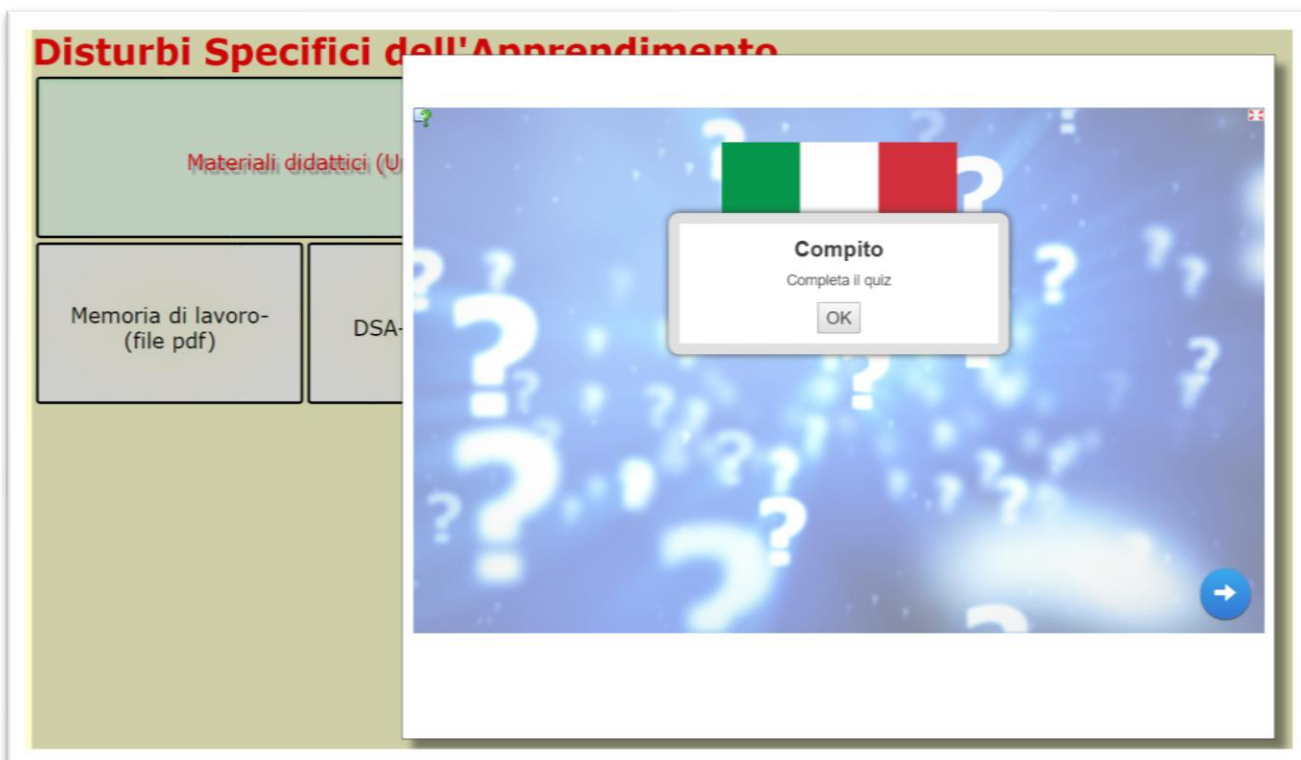 Disturbi Specifici dell'Apprendimento
Materiali didattici (U
Compito
Completa il quiz
OK
Memoria di lavoro-
(file pdf)
DSA-